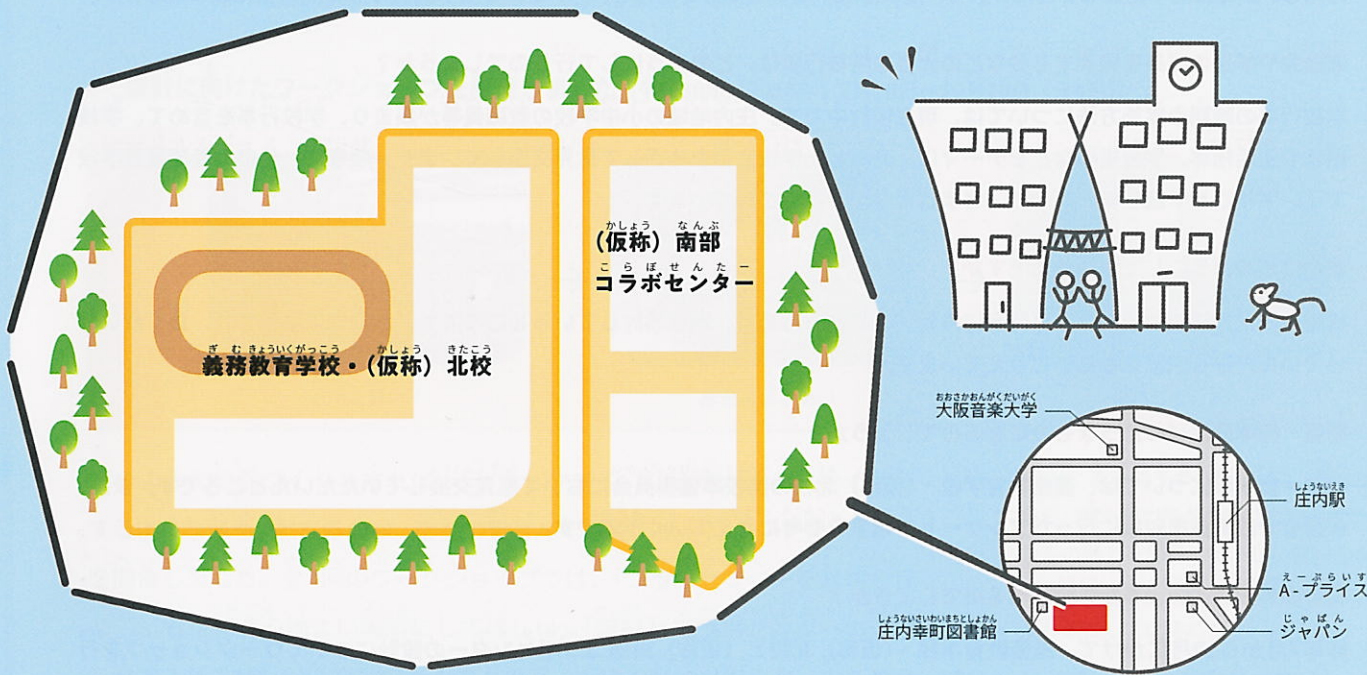 かしょう なんぶ
(仮称) 南部
こらぼせんたー
コラボセンター
ぎむきょういくがっこう かしょう きたこう
義務教育学校・(仮称) 北校
おおさかおんがくだいがく
大阪音楽大学
しょうないえき
庄内駅
えーぷらいす
A-プライス
しょうないさいわいまちとしょかん
庄内幸町図書館
じゃぱん
ジャパン